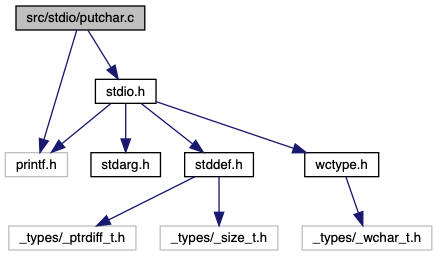 src/stdio/putchar.c
stdio.h
printf.h
stdarg.h
stddef.h
wctype.h
_types/_ptrdiff_t.h
_types/_size_t.h
_types/_wchar_t.h